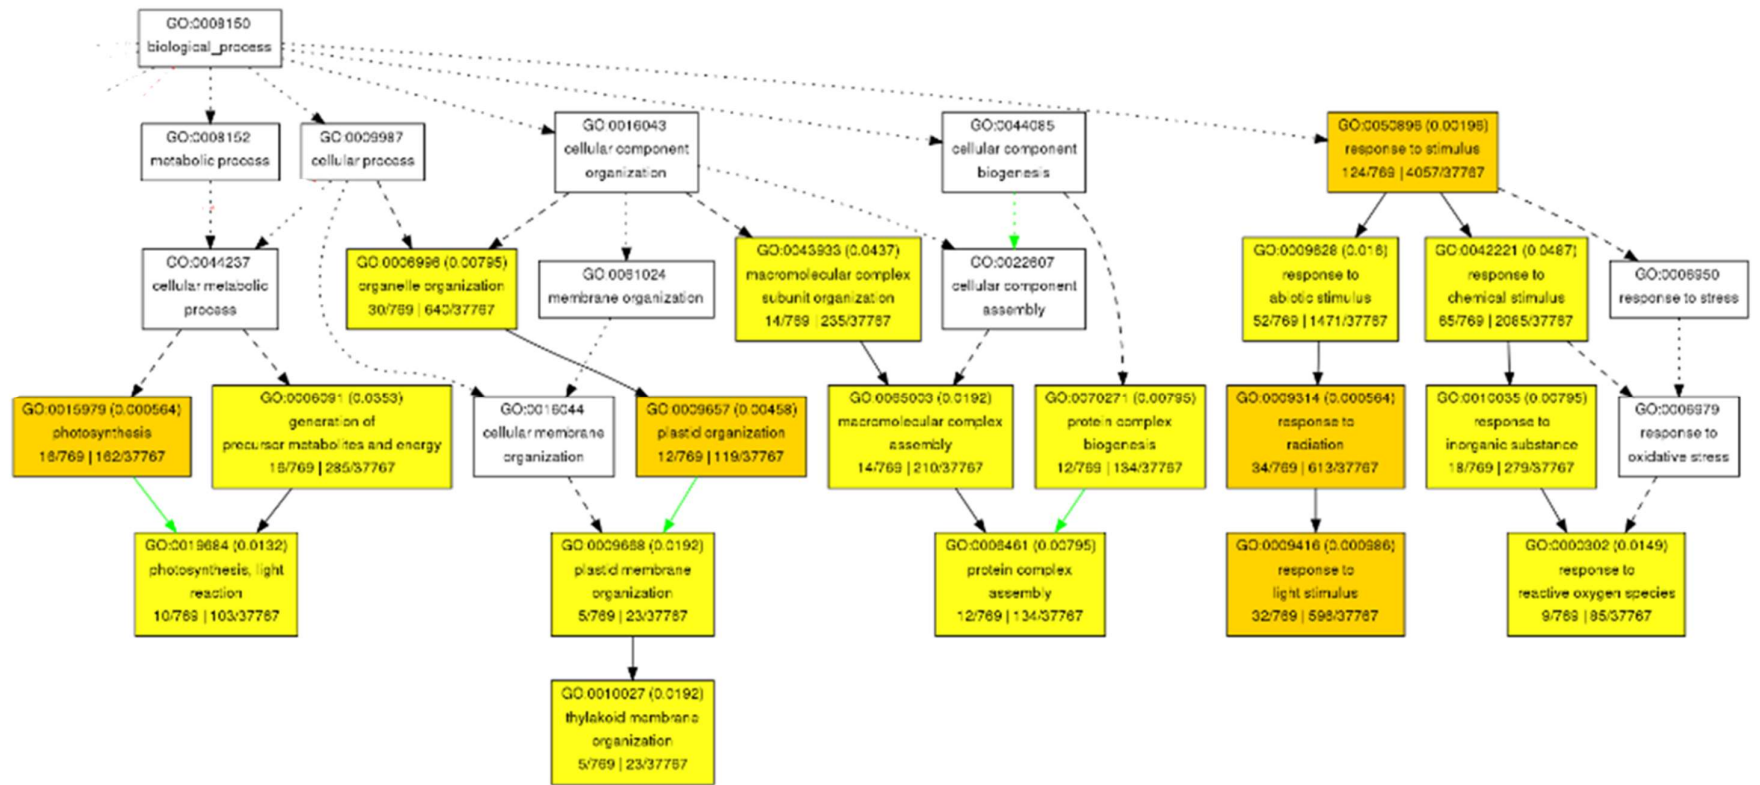 GO:0008150
biological_process
GO:0008152
metabolic process
GO:0009987
cellular process
GO:0016043
cellular component
organization
GO:0044085
cellular component
biogenesis
GO:0050896 (0.00196)
response to stimulus
124/769 | 4057/37767
GO:0044237
cellular metabolic
process
GO:0006996 (0.00795)
organelle organization
30/769 | 640/37767
GO:0061024
membrane organization
GO:0043933 (0.0437)
macromolecular complex
subunit organization
14/769 | 235/37767
GO:0022607
cellular component
assembly
GO:0009628 (0.016)
response to
abiotic stimulus
52/769 | 1471/37767
GO:0042221 (0.0487)
response to
chemical stimulus
65/769 | 2085/37767
GO:0006950
response to stress
GO:0015979 (0.000564)
photosynthesis
16/769 | 162/37767
GO:0006091 (0.0353)
generation of
precursor metabolites and energy
16/769 | 285/37767
GO:0016044
cellular membrane
organization
GO:0009657 (0.00458)
plastid organization
12/769 | 119/37767
GO:0065003 (0.0192)
macromolecular complex
assembly
14/769 | 210/37767
GO:0070271 (0.00795)
protein complex
biogenesis
12/769 | 134/37767
GO:0009314 (0.000564)
response to
radiation
34/769 | 613/37767
GO:0010035 (0.00795)
response to
inorganic substance
18/769 | 279/37767
GO:0006979
response to
oxidative stress
GO:0019684 (0.0132)
photosynthesis, light
reaction
10/769 | 103/37767
GO:0009668 (0.0192)
plastid membrane
organization
5/769 | 23/37767
GO:0006461 (0.00795)
protein complex
assembly
12/769 | 134/37767
GO:0009416 (0.000986)
response to
light stimulus
32/769 | 596/37767
GO:0000302 (0.0149)
response to
reactive oxygen species
9/769 | 85/37767
GO:0010027 (0.0192)
thylakoid membrane
organization
5/769 | 23/37767